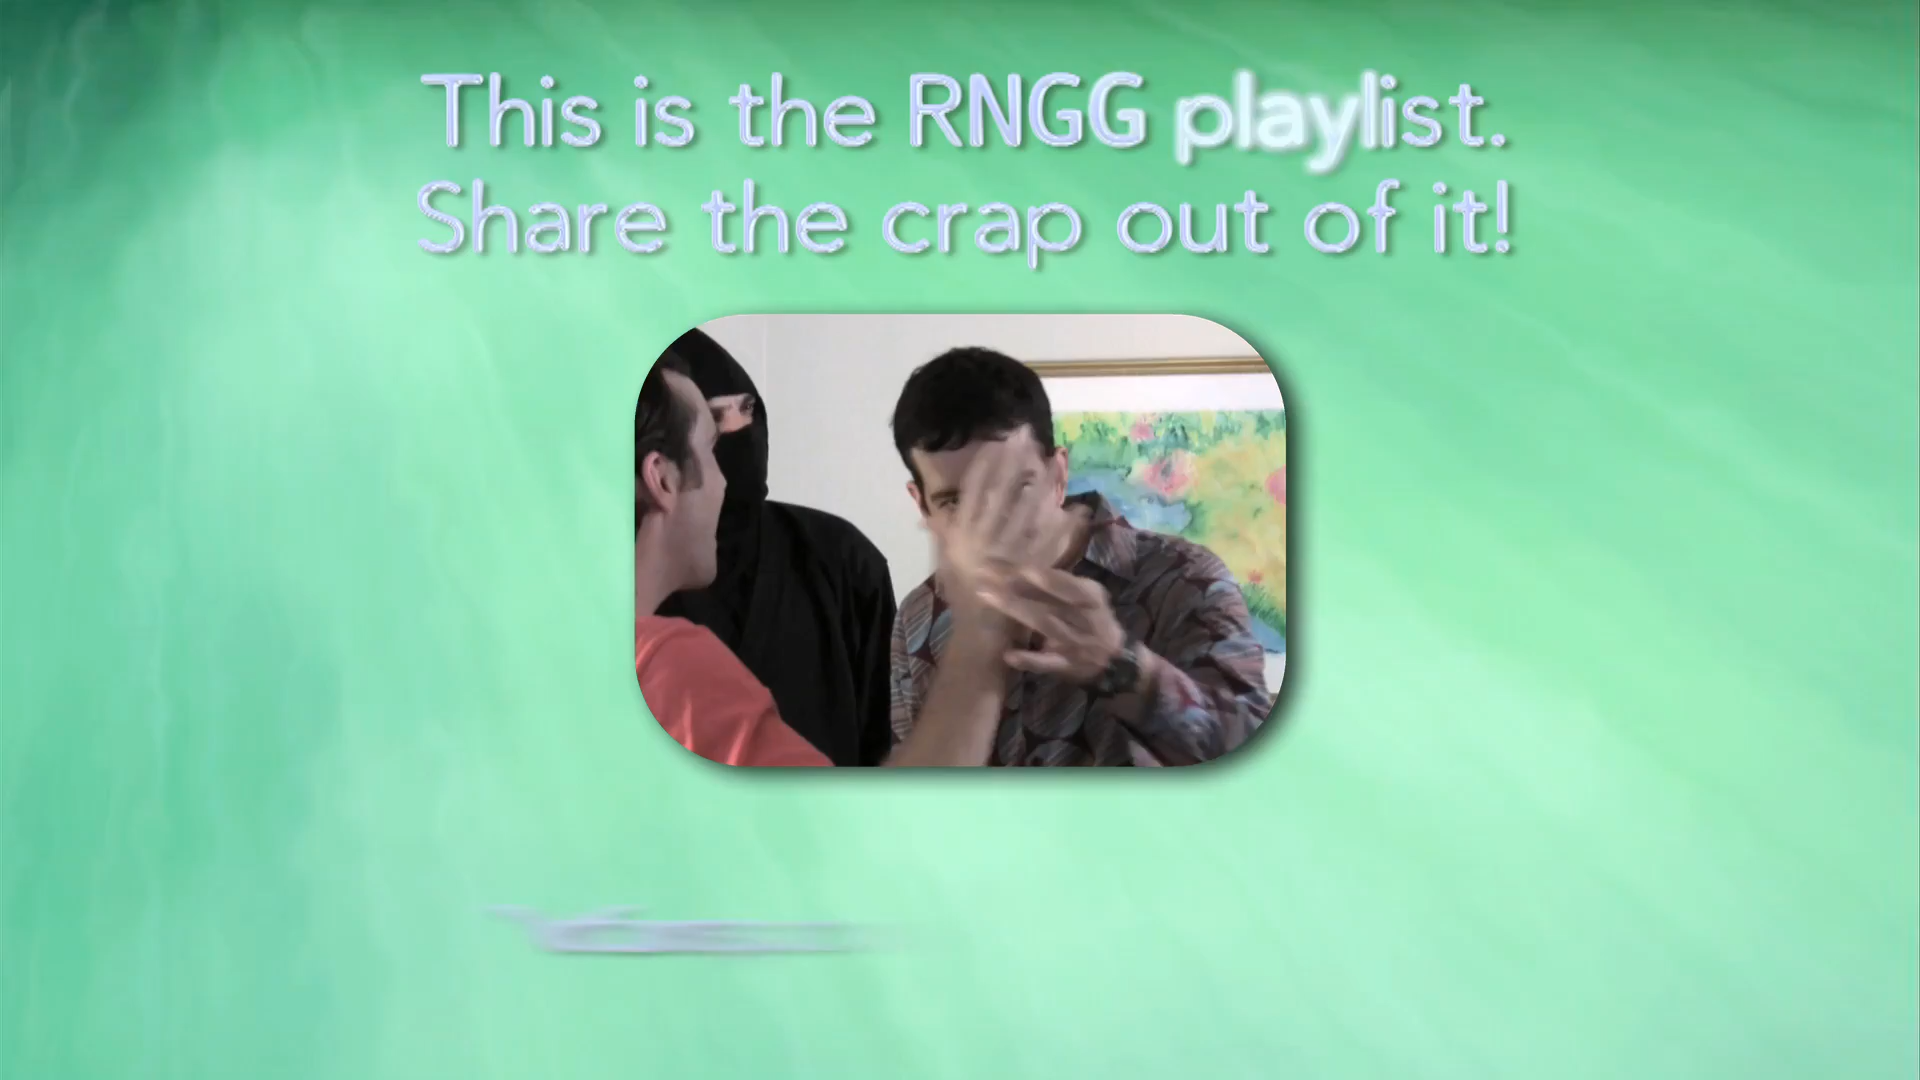 This is the RNGG playlist.
Share the crap out of it!